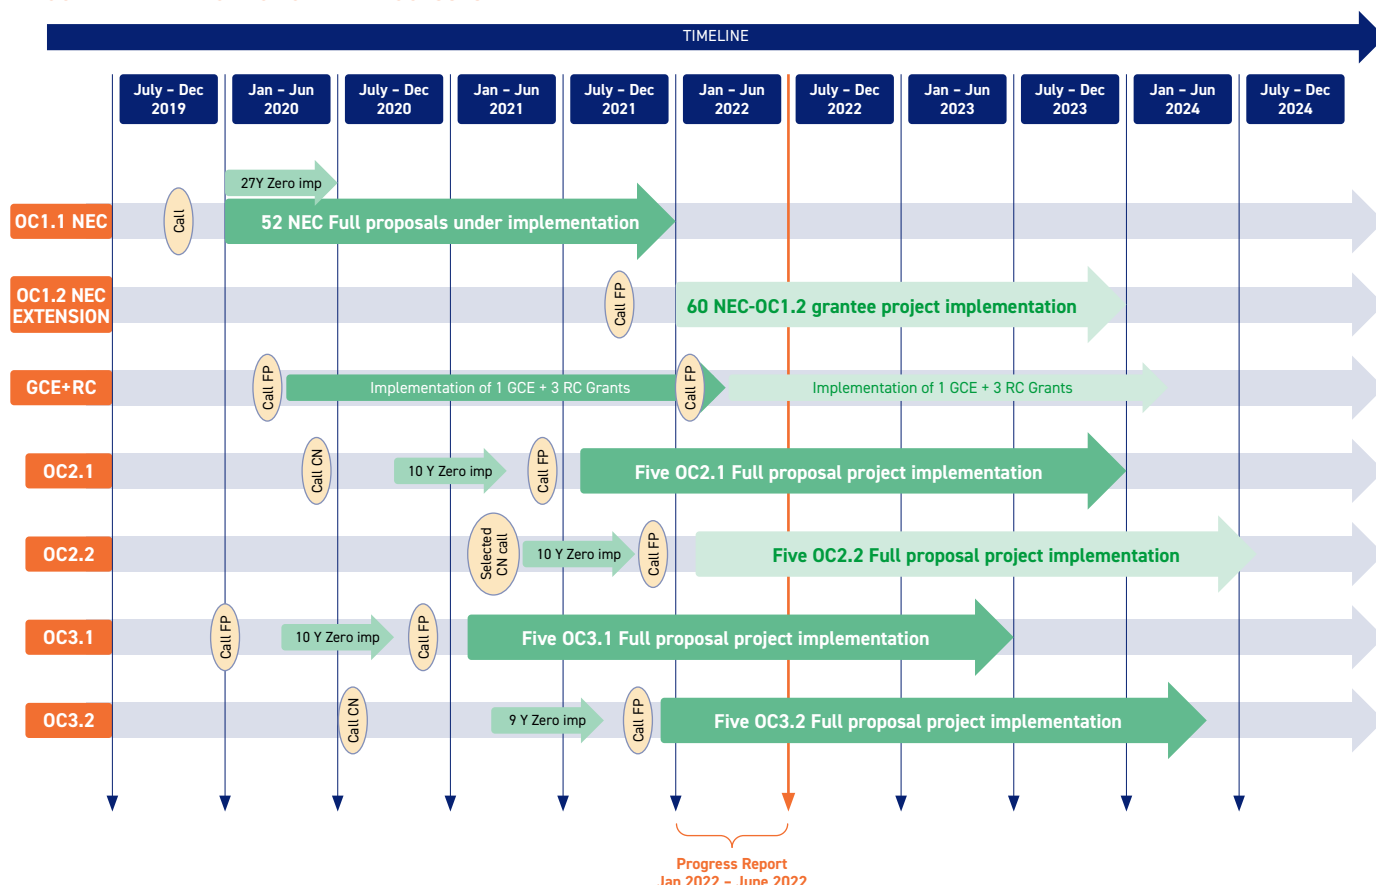 TIMELINE
July – Dec
2019
Jan – Jun
2020
July – Dec
2020
Jan – Jun
2021
July – Dec
2021
Jan – Jun
2022
July – Dec
2022
Jan – Jun
2023
July – Dec
2023
Jan – Jun
2024
July – Dec
2024
27Y Zero imp
OC1.1 NEC
Call
52 NEC Full proposals under implementation
OC1.2 NEC
EXTENSION
Call FP
60 NEC-OC1.2 grantee project implementation
GCE+RC
Call FP
Implementation of 1 GCE + 3 RC Grants
Call FP
Implementation of 1 GCE + 3 RC Grants
OC2.1
Call CN
10 Y Zero imp
Call FP
Five OC2.1 Full proposal project implementation
OC2.2
Selected
CN call
10 Y Zero imp
Call FP
Five OC2.2 Full proposal project implementation
OC3.1
Call FP
10 Y Zero imp
Call FP
Five OC3.1 Full proposal project implementation
OC3.2
Call CN
9 Y Zero imp
Call FP
Five OC3.2 Full proposal project implementation
Progress Report
Jan 2022 – June 2022